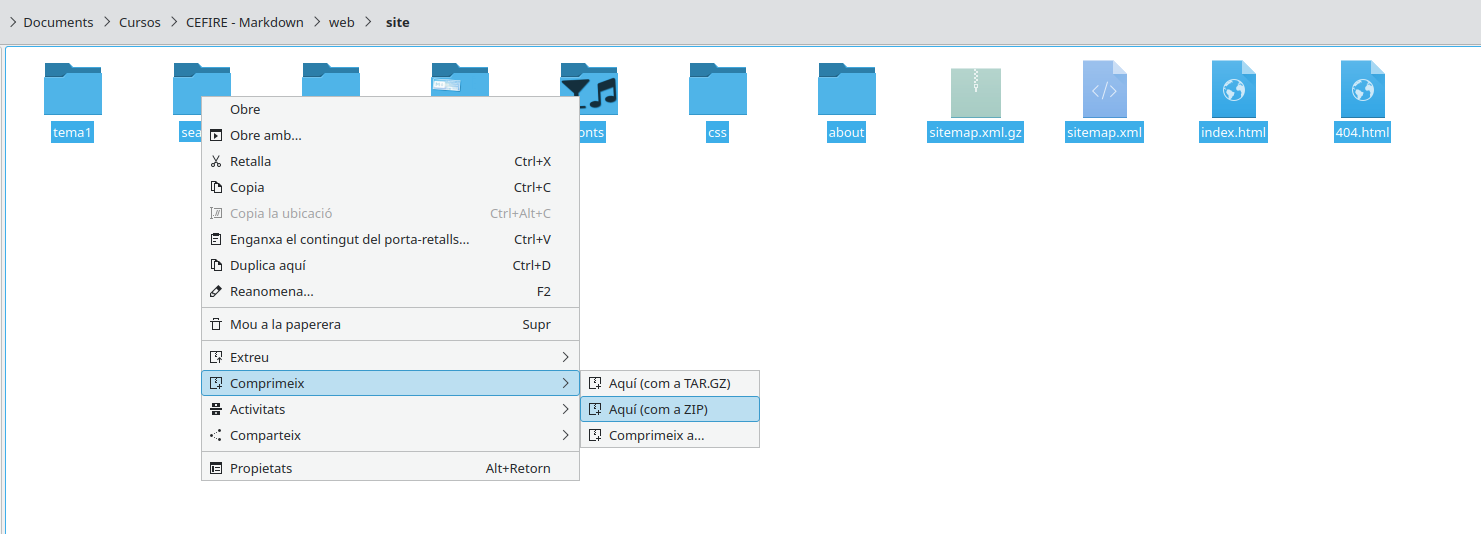 Documents
Cursos
CEFIRE - Markdown
web
site
tema1
sea
onts
css
about
sitemap.xml.gz
sitemap.xml
index.html
404.html
Obre
Obre amb...
Retalla Ctrl+X
Copia Ctrl+C
Copia la ubicació Ctrl+Alt+C
Enganxa el contingut del porta-retalls... Ctrl+V
Duplica aquí Ctrl+D
Reanomena... F2
Mou a la paperera Supr
Extreu
Comprimeix
Activitats
Comparteix
Propietats Alt+Retorn
Aquí (com a TAR.GZ)
Aquí (com a ZIP)
Comprimeix a...